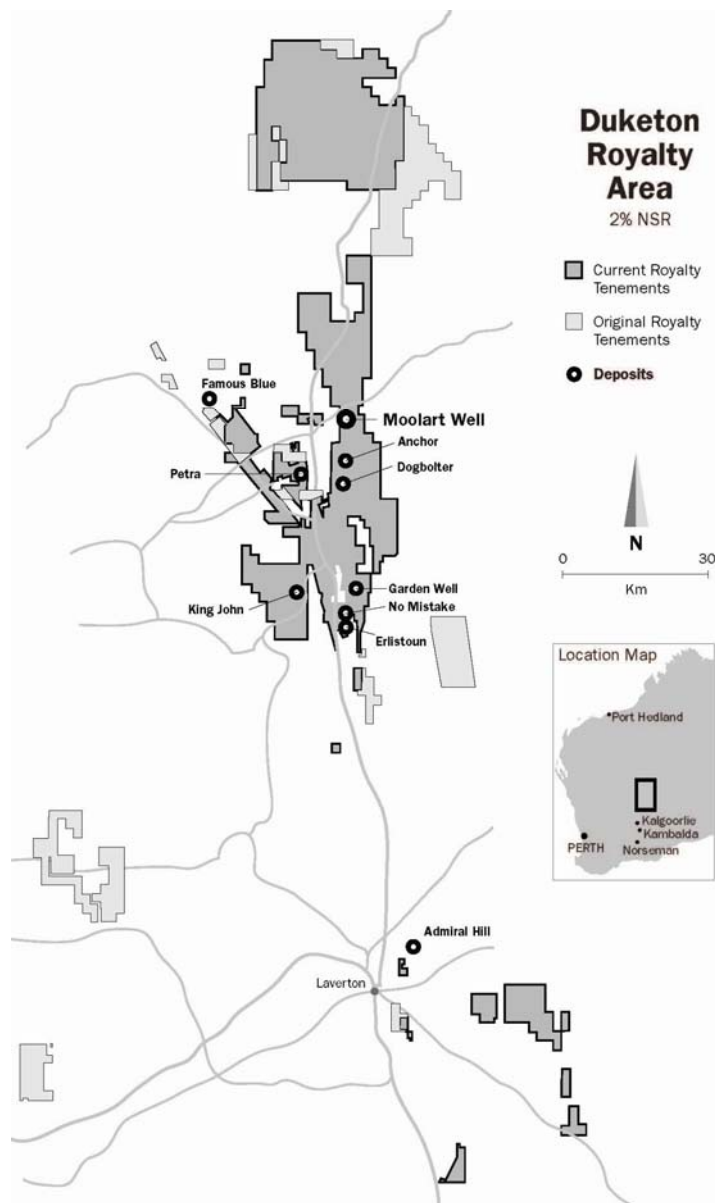 Duketon
Royalty
Area
2% NSR
Current Royalty
Tenements
Original Royalty
Tenements
Deposits
Famous Blue
Moolart Well
Anchor
Petra
Dogbolter
N
0 30
Km
Garden Well
King John
No Mistake
Erlistoun
Location Map
Port Hedland
Kalgoorlie
Kambalda
PERTH
Norseman
Admiral Hill
Laverton